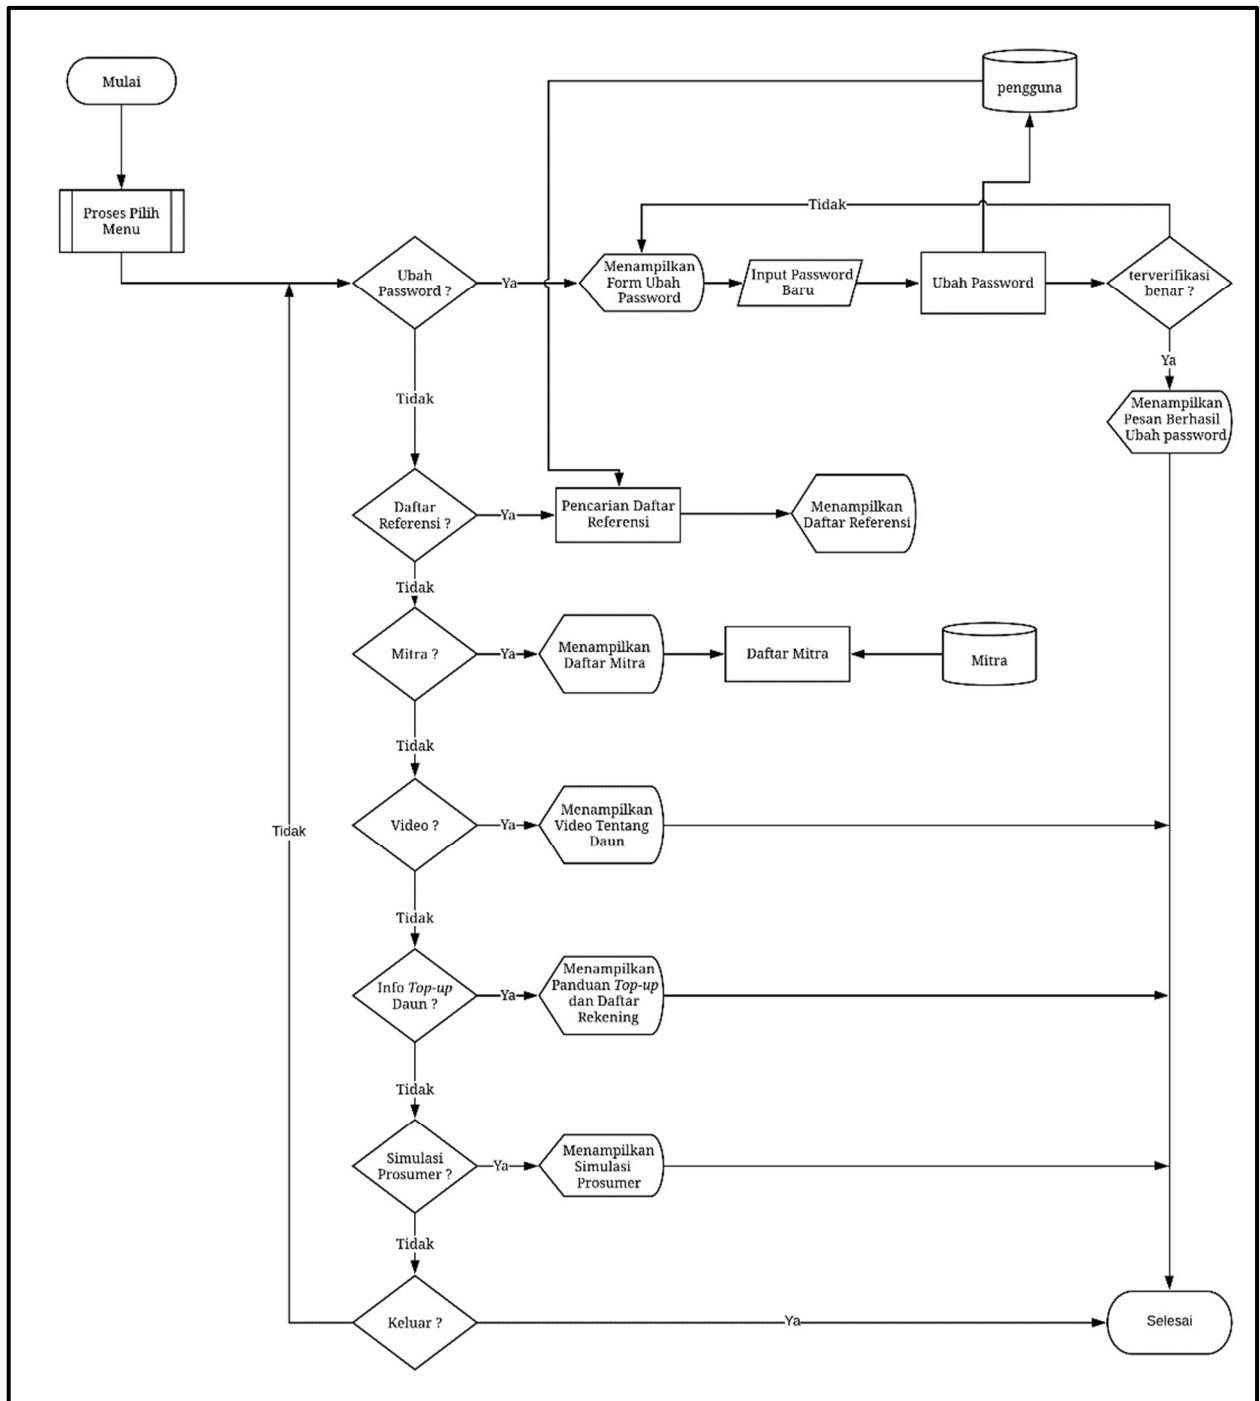 Mulai
pengguna
Proses Pilih
Menu
Tidak
Ubah
Password ?
Ya
Menampilkan
Form Ubah
Password
Input Password
Baru
Ubah Password
terverifikasi
benar ?
Ya
Menampilkan
Pesan Berhasil
Ubah password
Tidak
Daftar
Referensi ?
Ya
Pencarian Daftar
Referensi
Menampilkan
Daftar Referensi
Tidak
Mitra ?
Ya
Menampilkan
Daftar Mitra
Daftar Mitra
Mitra
Tidak
Video ?
Ya
Menampilkan
Video Tentang
Daun
Tidak
Tidak
Info Top-up
Daun ?
Ya
Menampilkan
Panduan Top-up
dan Daftar
Rekening
Tidak
Simulasi
Prosumer ?
Ya
Menampilkan
Simulasi
Prosumer
Tidak
Keluar ?
Ya
Selesai